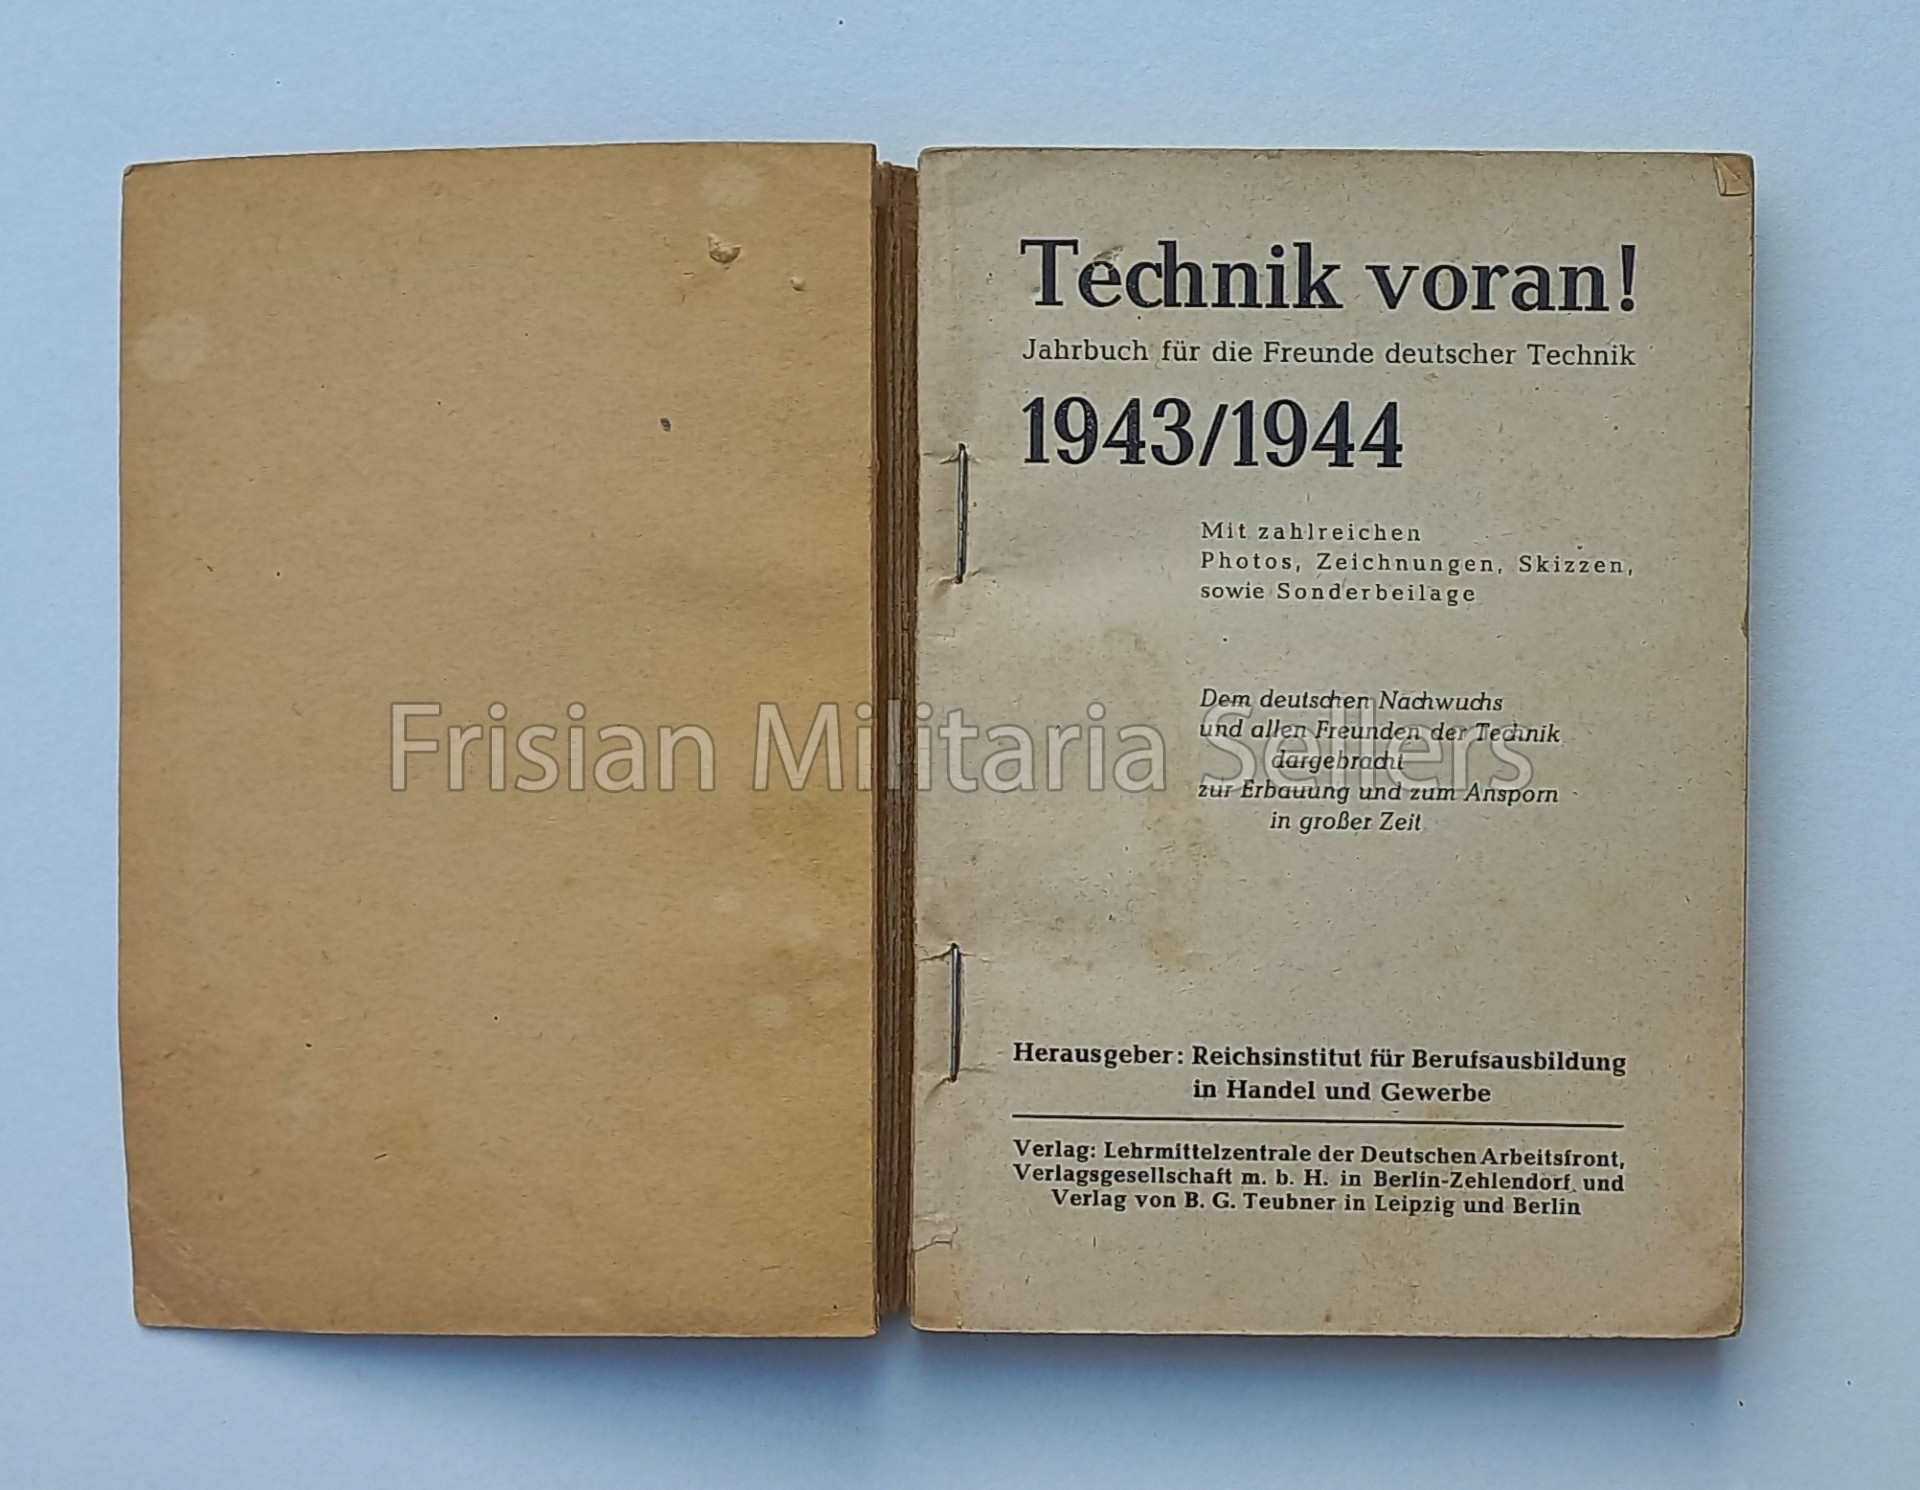 Technik voran!
Jahrbuch für die Freunde deutscher Technik
1943/1944
Mit zahlreichen
Photos, Zeichnungen, Skizzen,
sowie Sonderbeilage
Dem deutschen Nachwuchs
und allen Freunden der Technik
dargebracht
zur Erbauung und zum Ansporn
in großer Zeit
Frisian Militaria Sellers
Herausgeber: Reichsinstitut für Berufsausbildung
in Handel und Gewerbe
Verlag: Lehrmittelzentrale der Deutschen Arbeitsfront,
Verlagsgesellschaft m. b. H. in Berlin-Zehlendorf und
Verlag von B. G. Teubner in Leipzig und Berlin